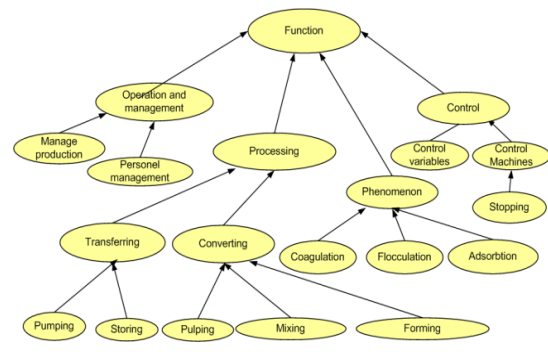 Function
Operation and
management
Control
Manage
production
Personel
management
Processing
Control
variables
Control
Machines
Phenomenon
Stopping
Transferring
Converting
Coagulation
Flocculation
Adsorbtion
Pumping
Storing
Pulping
Mixing
Forming